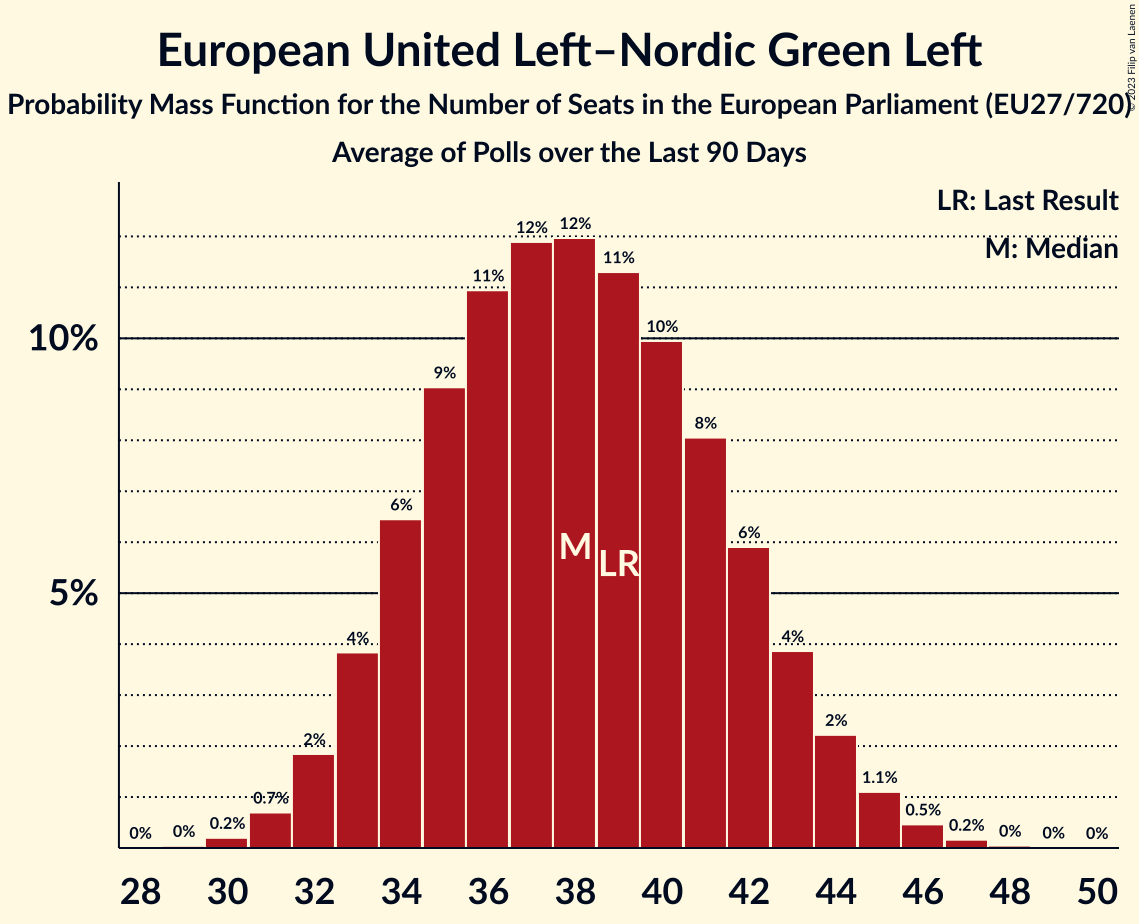 European United Left–Nordic Green Left
Probability Mass Function for the Number of Seats in the European Parliament (EU27/720)
Average of Polls over the Last 90 Days
© 2023 Filip van Laenen
LR: Last Result
M: Median
10%
5%
0%
0%
0.2%
0.7%
2%
4%
6%
9%
11%
12%
12%
11%
10%
8%
6%
4%
2%
1.1%
0.5%
0.2%
0%
0%
0%
M
LR
28 30 32 34 36 38 40 42 44 46 48 50